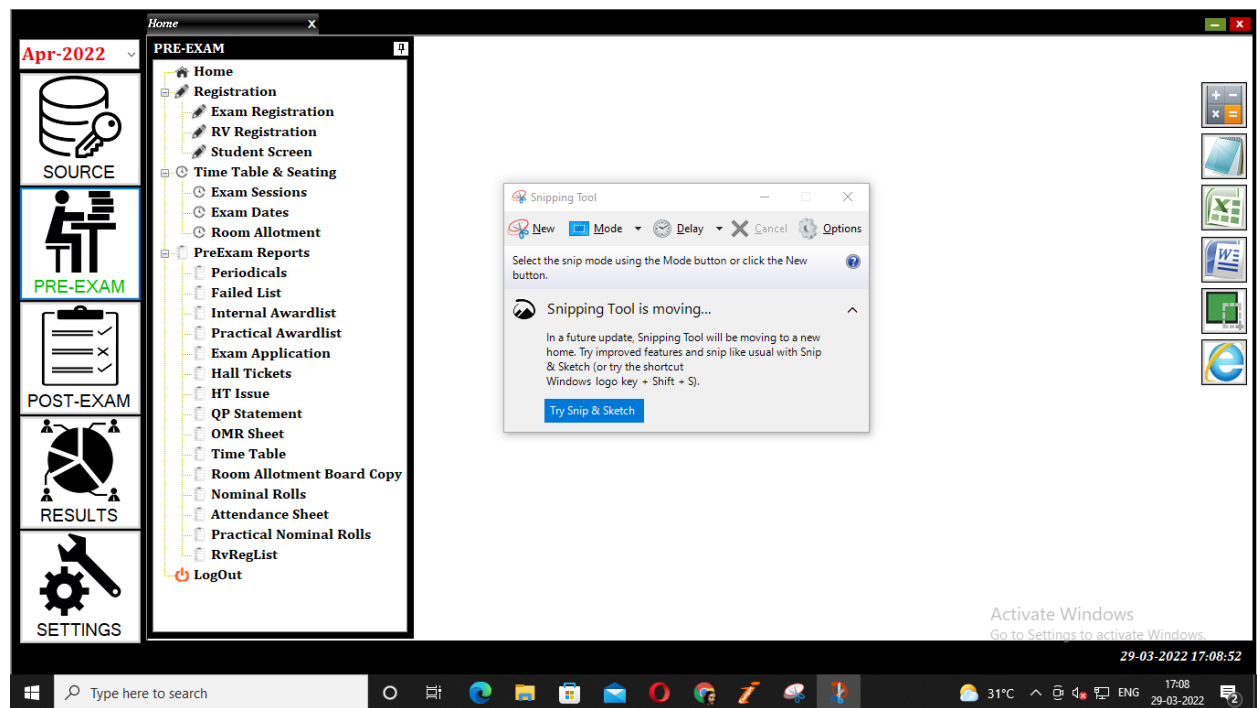 Home x
Apr-2022
SOURCE
PRE-EXAM
POST-EXAM
RESULTS
SETTINGS
PRE-EXAM
Home
Registration
Exam Registration
RV Registration
Student Screen
Time Table & Seating
Exam Sessions
Exam Dates
Room Allotment
PreExam Reports
Periodicals
Failed List
Internal Awardlist
Practical Awardlist
Exam Application
Hall Tickets
HT Issue
QP Statement
OMR Sheet
Time Table
Room Allotment Board Copy
Nominal Rolls
Attendance Sheet
Practical Nominal Rolls
RvRegList
LogOut
Snipping Tool
New Mode Delay Cancel Options
Select the snip mode using the Mode button or click the New
button.
Snipping Tool is moving...
In a future update, Snipping Tool will be moving to a new
home. Try improved features and snip like usual with Snip
& Sketch (or try the shortcut
Windows logo key + Shift + S).
Try Snip & Sketch
Activate Windows
Go to Settings to activate Windows.
29-03-2022 17:08:52
Type here to search
31°C ENG
17:08
29-03-2022
2